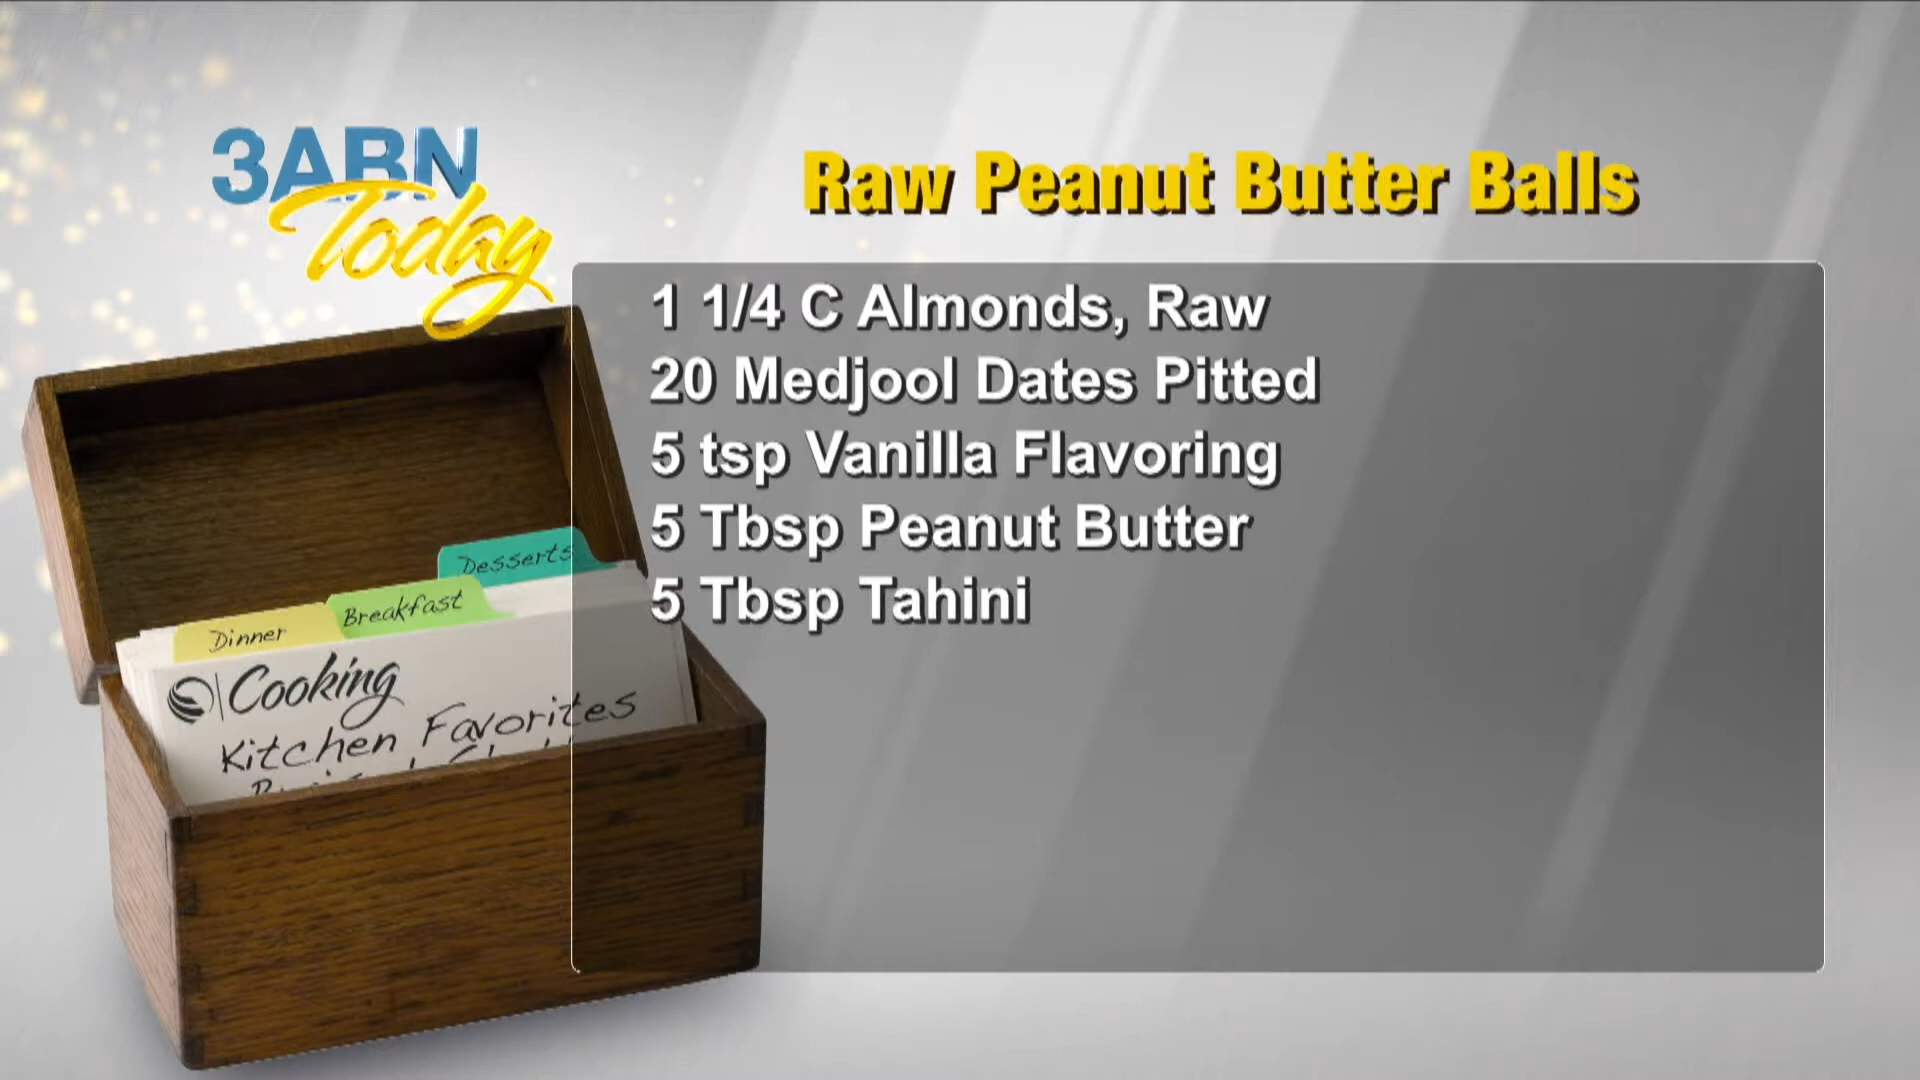 3ABN
Today
Raw Peanut Butter Balls
1 1/4 C Almonds, Raw
20 Medjool Dates Pitted
5 tsp Vanilla Flavoring
5 Tbsp Peanut Butter
5 Tbsp Tahini
Desserts
Breakfast
Dinner
Cooking
Kitchen Favorites